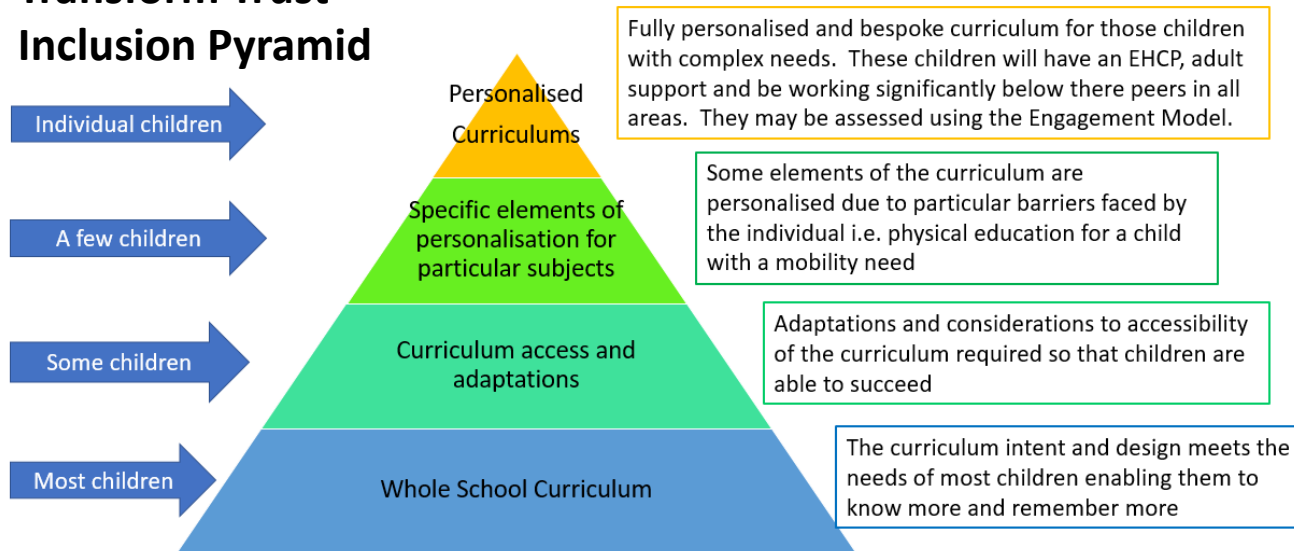 Transform Trust
Inclusion Pyramid
Individual children
Personalised
Curriculums
Fully personalised and bespoke curriculum for those children
with complex needs. These children will have an EHCP, adult
support and be working significantly below there peers in all
areas. They may be assessed using the Engagement Model.
A few children
Specific elements of
personalisation for
particular subjects
Some elements of the curriculum are
personalised due to particular barriers faced by
the individual i.e. physical education for a child
with a mobility need
Some children
Curriculum access and
adaptations
Adaptations and considerations to accessibility
of the curriculum required so that children are
able to succeed
Most children
Whole School Curriculum
The curriculum intent and design meets the
needs of most children enabling them to
know more and remember more